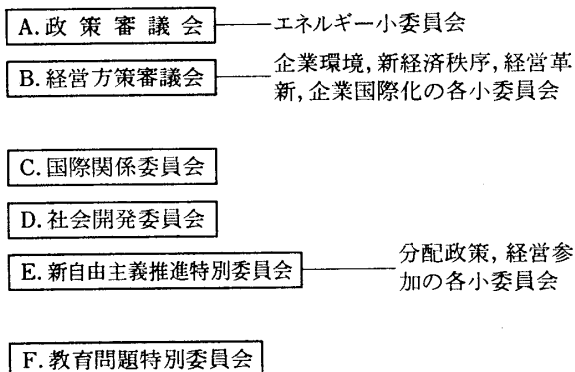 A.政策審議会
エネルギー小委員会
B.経営方策審議会
企業環境,新経済秩序,経営革
新,企業国際化の各小委員会
C.国際関係委員会
D.社会開発委員会
E.新自由主義推進特別委員会
分配政策,経営参
加の各小委員会
F.教育問題特別委員会